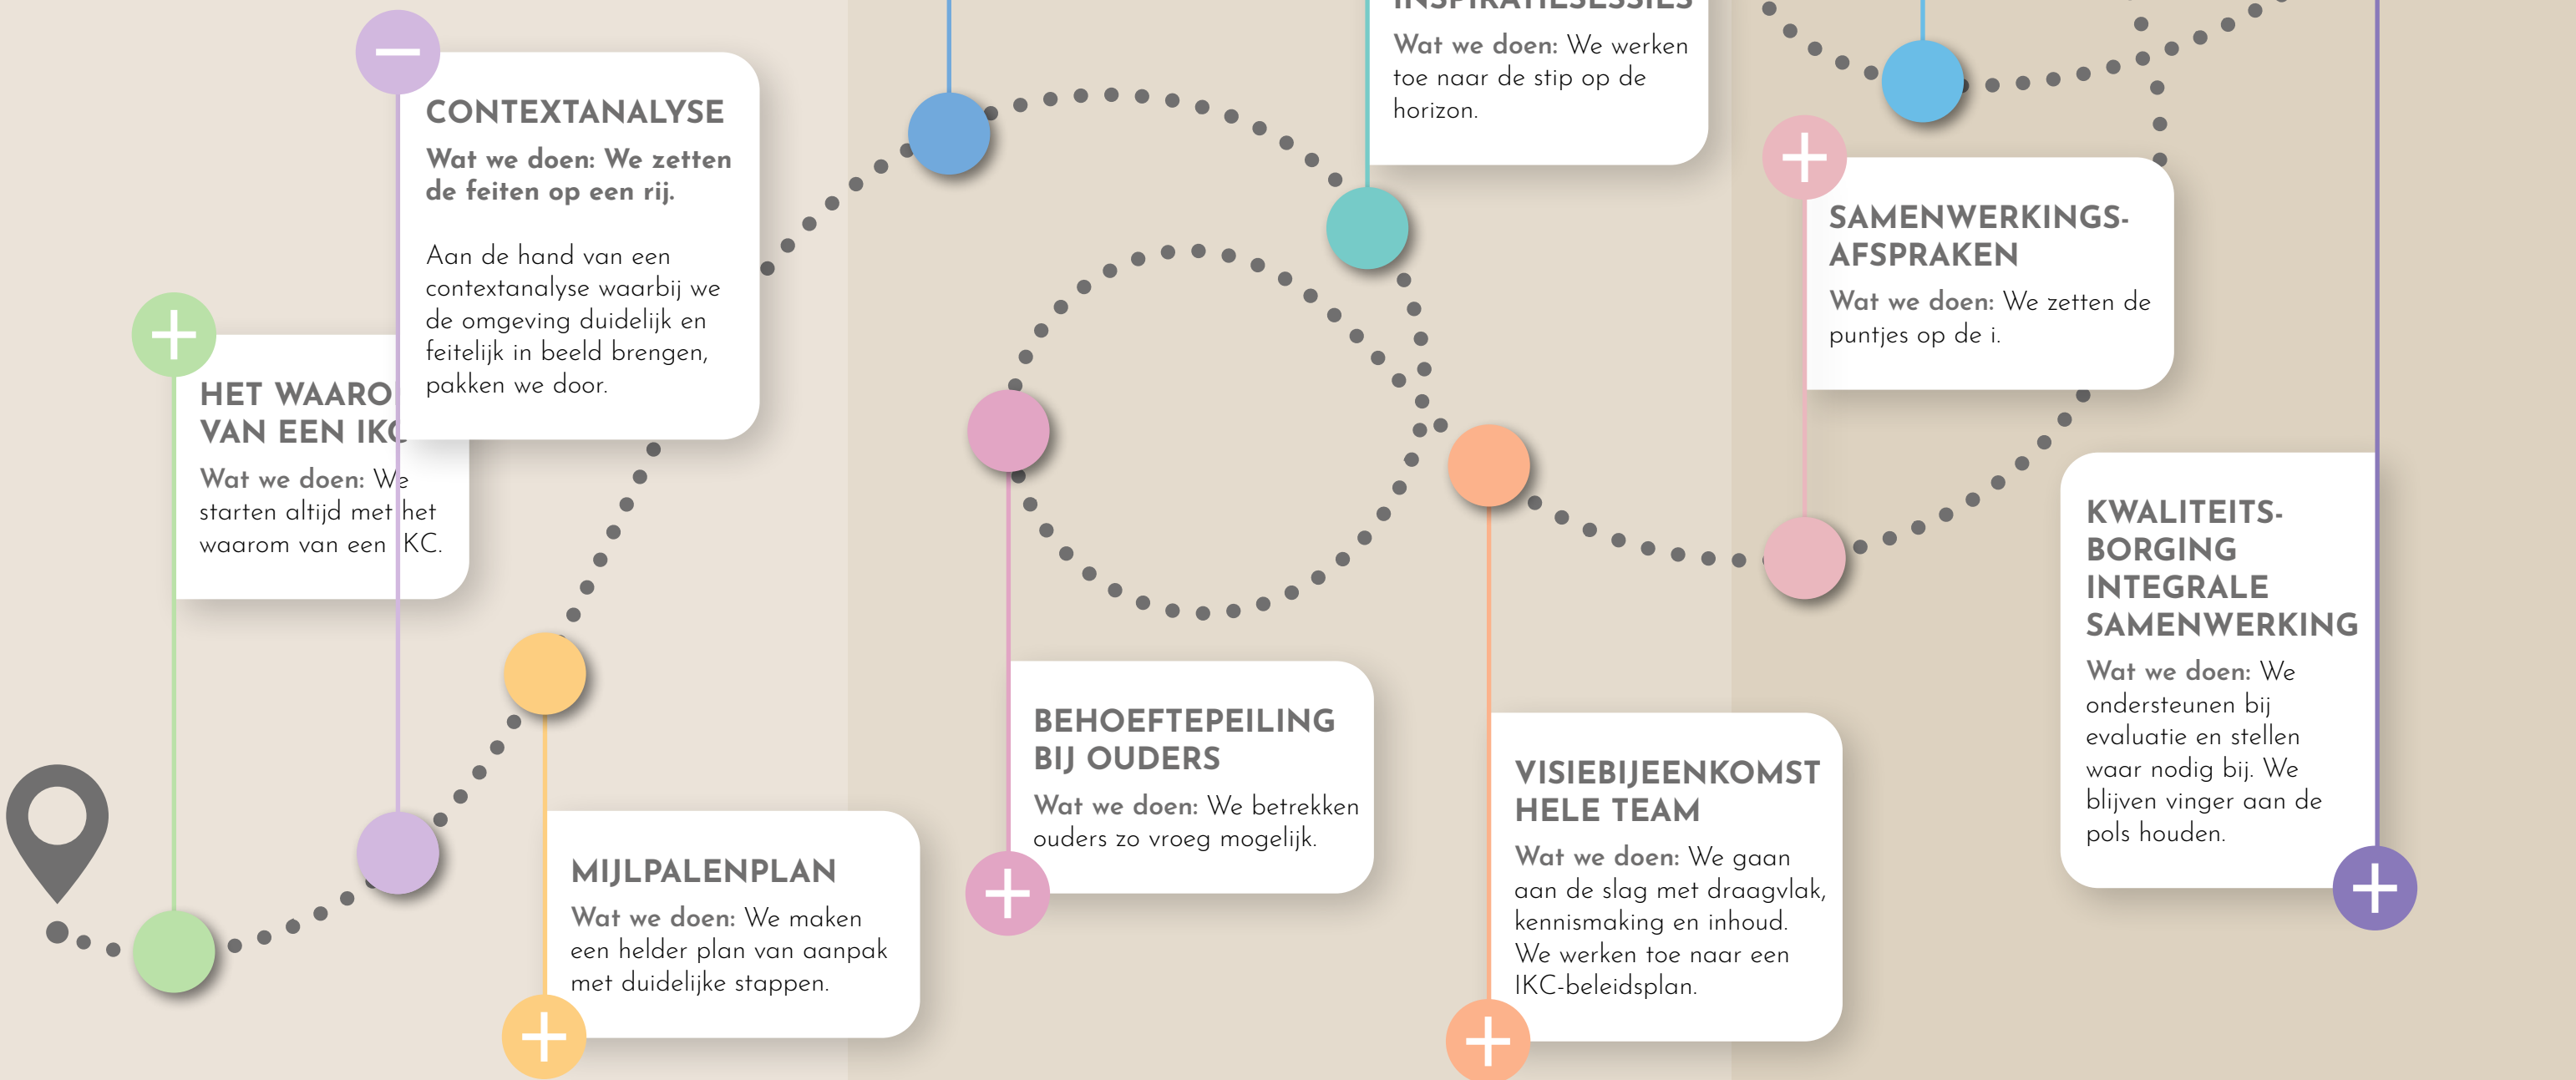 CONTEXTANALYSE
Wat we doen: We zetten
de feiten op een rij.
Aan de hand van een
contextanalyse waarbij we
de omgeving duidelijk en
feitelijk in beeld brengen,
pakken we door.
HET WAARO
VAN EEN IKC
Wat we doen: We
starten altijd met het
waarom van een IKC.
MIJLPALENPLAN
Wat we doen: We maken
een helder plan van aanpak
met duidelijke stappen.
INSPIRATIESESSIES
Wat we doen: We werken
toe naar de stip op de
horizon.
BEHOEFTEPEILING
BIJ OUDERS
Wat we doen: We betrekken
ouders zo vroeg mogelijk.
VISIEBIJEENKOMST
HELE TEAM
Wat we doen: We gaan
aan de slag met draagvlak,
kennismaking en inhoud.
We werken toe naar een
IKC-beleidsplan.
SAMENWERKINGS-
AFSPRAKEN
Wat we doen: We zetten de
puntjes op de i.
KWALITEITS-
BORGING
INTEGRALE
SAMENWERKING
Wat we doen: We
ondersteunen bij
evaluatie en stellen
waar nodig bij. We
blijven vinger aan de
pols houden.